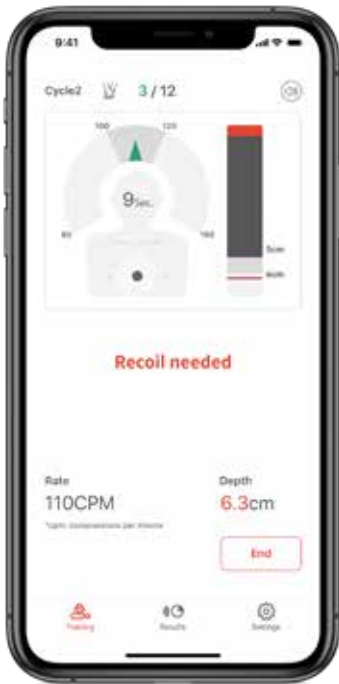 9:41
Cycle2 3 / 12
100 120
9Sec.
80 160
5cm
6cm
Recoil needed
Rate Depth
110CPM 6.3cm
End
Training Results Settings